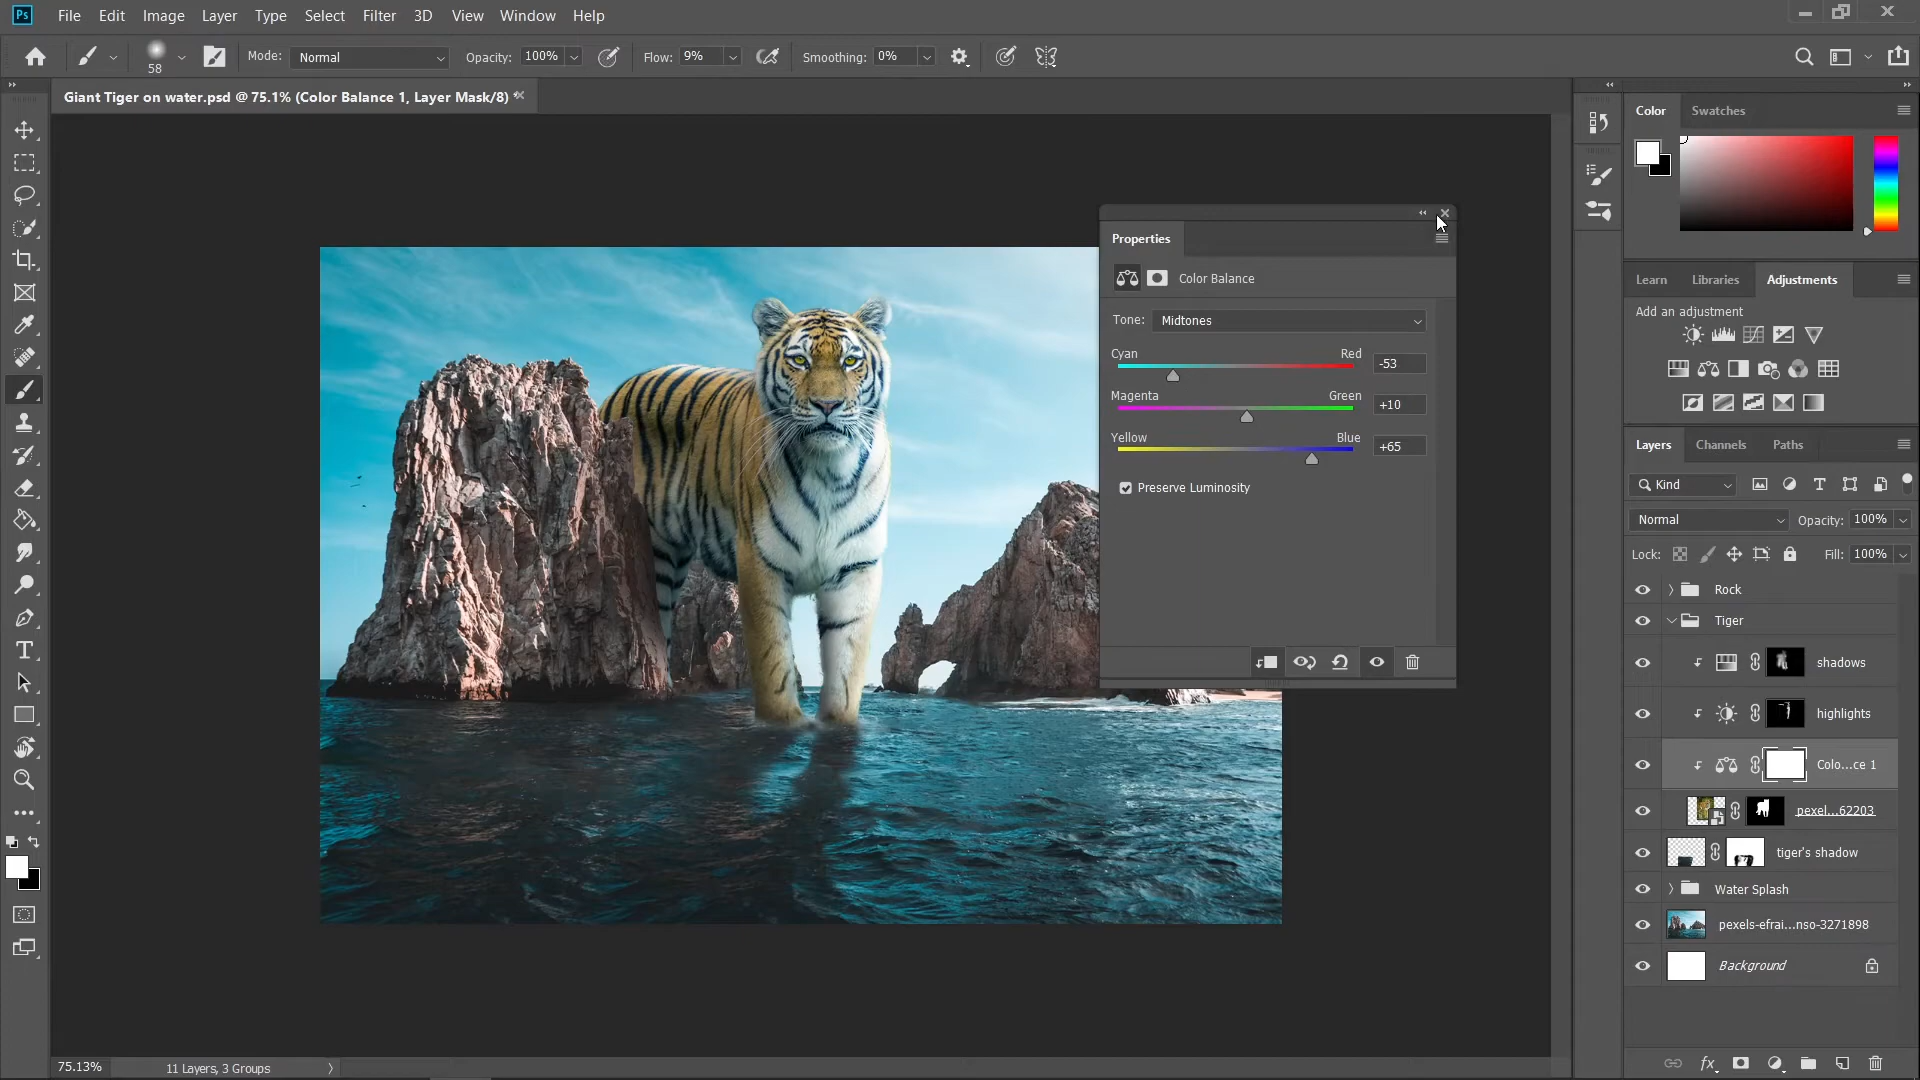 Ps File Edit Image Layer Type Select Filter 3D View Window Help
58 Mode: Normal Opacity: 100% Flow: 9% Smoothing: 0%
Giant Tiger on water.psd @ 75.1% (Color Balance 1, Layer Mask/8) *
Color Swatches
Properties
Color Balance
Tone: Midtones
Cyan Red -53
Magenta Green +10
Yellow Blue +65
Preserve Luminosity
Learn Libraries Adjustments
Add an adjustment
Layers Channels Paths
Kind
Normal Opacity: 100%
Lock: Fill: 100%
Rock
Tiger
shadows
highlights
Colo...ce 1
pexel...62203
tiger's shadow
Water Splash
pexels-efrai...nso-3271898
Background
fx
75.13% 11 Layers, 3 Groups